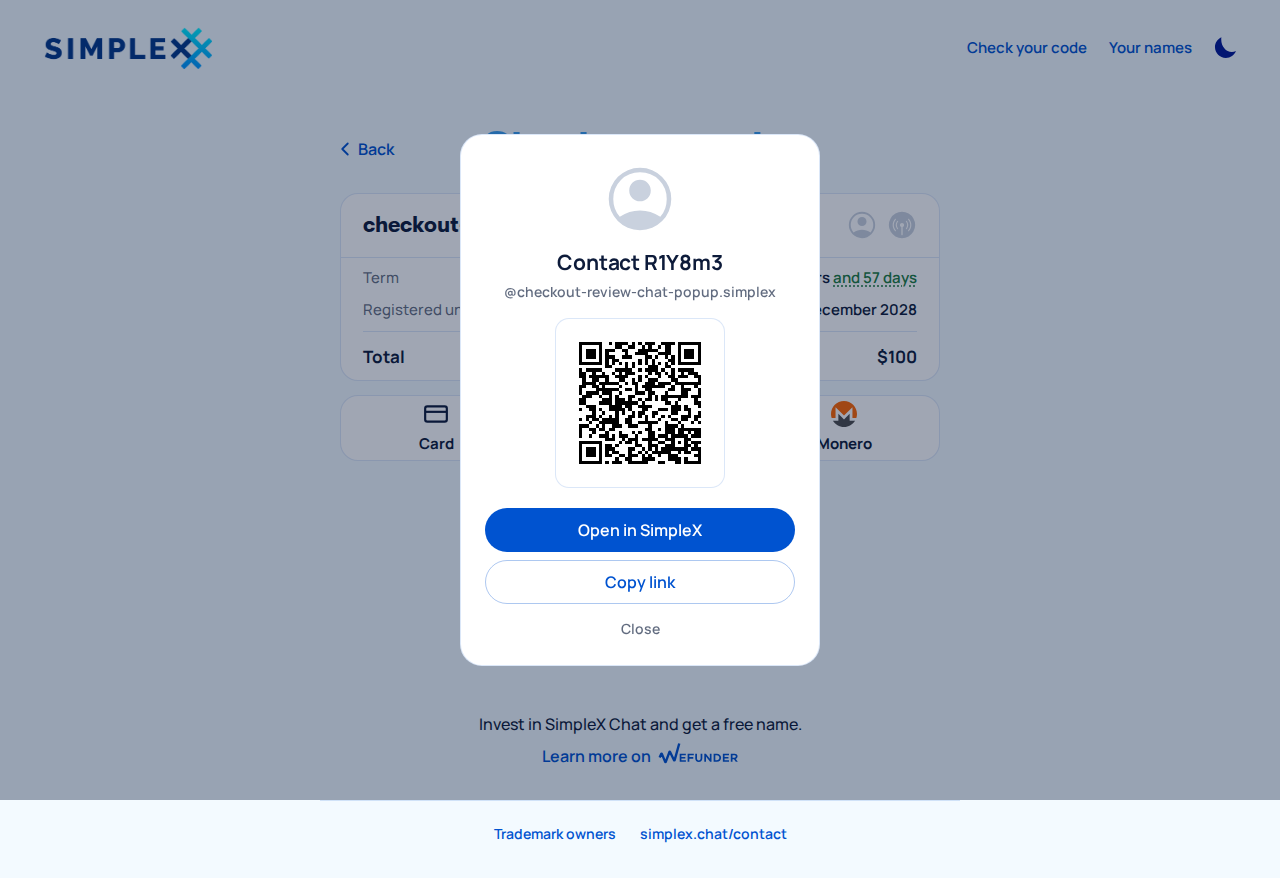 SIMPLEX
Check your code
Your names
Back
checkout
Contact R1Y8m3
@checkout-review-chat-popup.simplex
Term
and 57 days
Registered
December 2028
Total
$100
Card
Monero
Open in SimpleX
Copy link
Close
Invest in SimpleX Chat and get a free name.
Learn more on WEFUNDER
Trademark owners
simplex.chat/contact